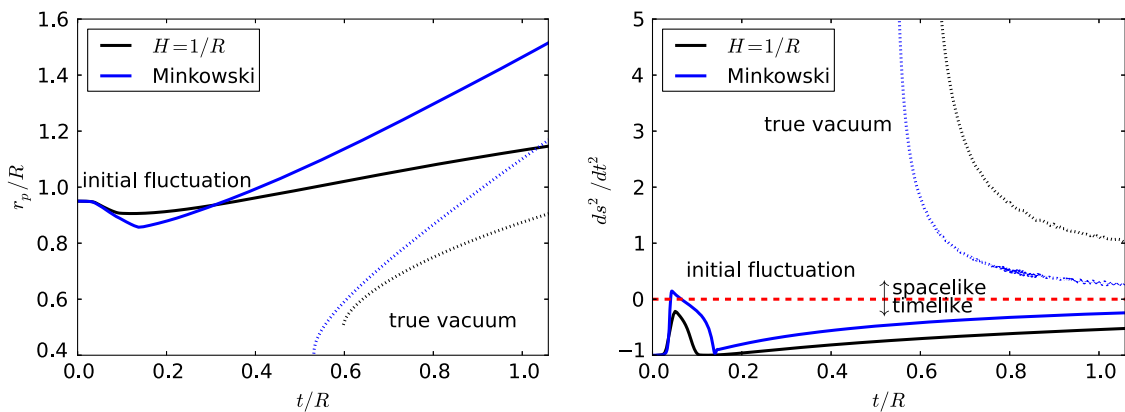 1.6
1.4
1.2
1.0
0.8
0.6
0.4
r_p/R
H=1/R
Minkowski
initial fluctuation
true vacuum
0.0 0.2 0.4 0.6 0.8 1.0
t/R
5
4
3
2
1
0
−1
ds²/dt²
H=1/R
Minkowski
true vacuum
initial fluctuation
↕spacelike
timelike
0.0 0.2 0.4 0.6 0.8 1.0
t/R